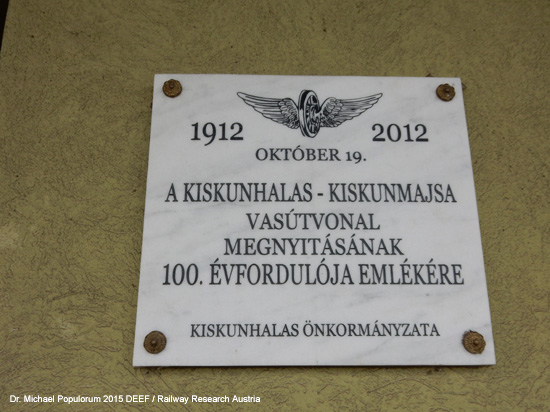 1912 2012
OKTÓBER 19.
A KISKUNHALAS - KISKUNMAJSA
VASÚTVONAL
MEGNYITÁSÁNAK
100. ÉVFORDULÓJA EMLÉKÉRE
KISKUNHALAS ÖNKORMÁNYZATA
Dr. Michael Populorum 2015 DEEF / Railway Research Austria